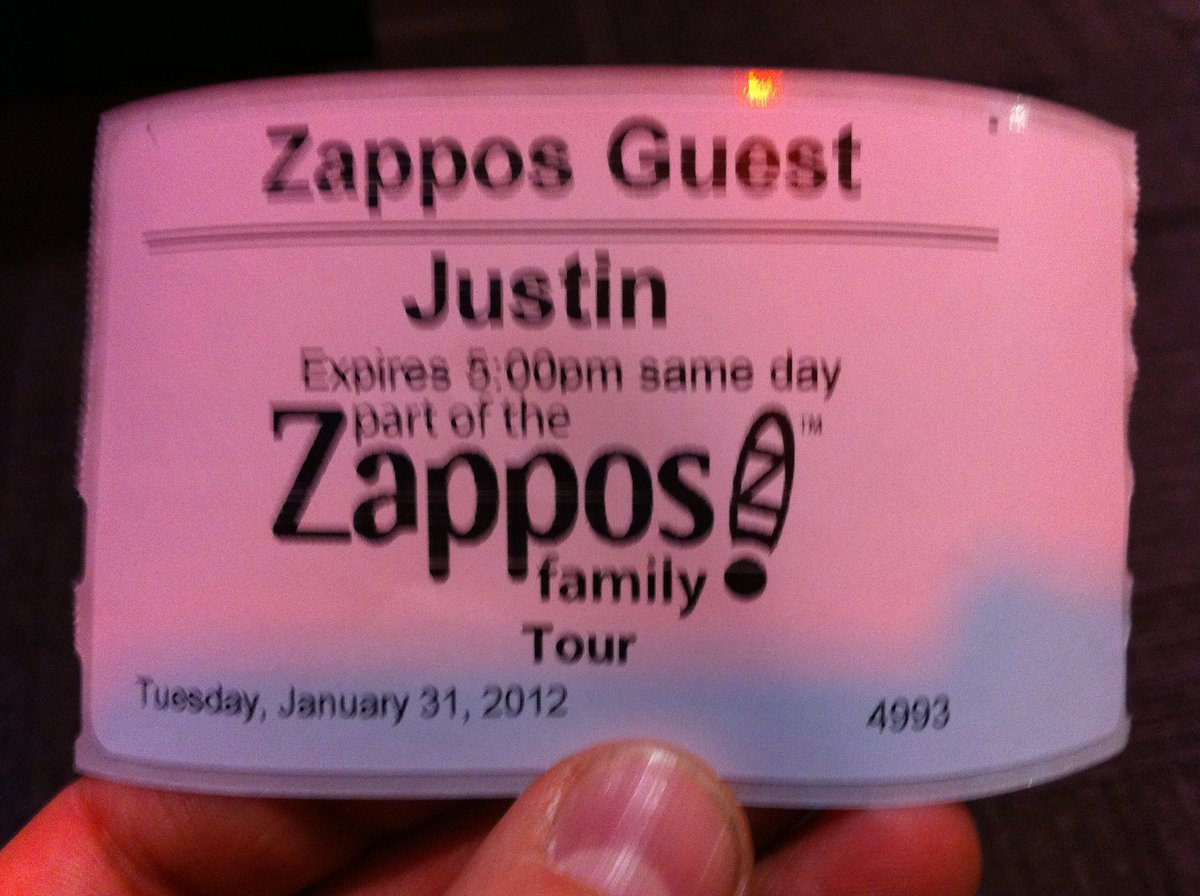 Zappos Guest
Justin
Expires 5:00pm same day
part of the
Zappos!™
family
Tour
Tuesday, January 31, 2012 4993